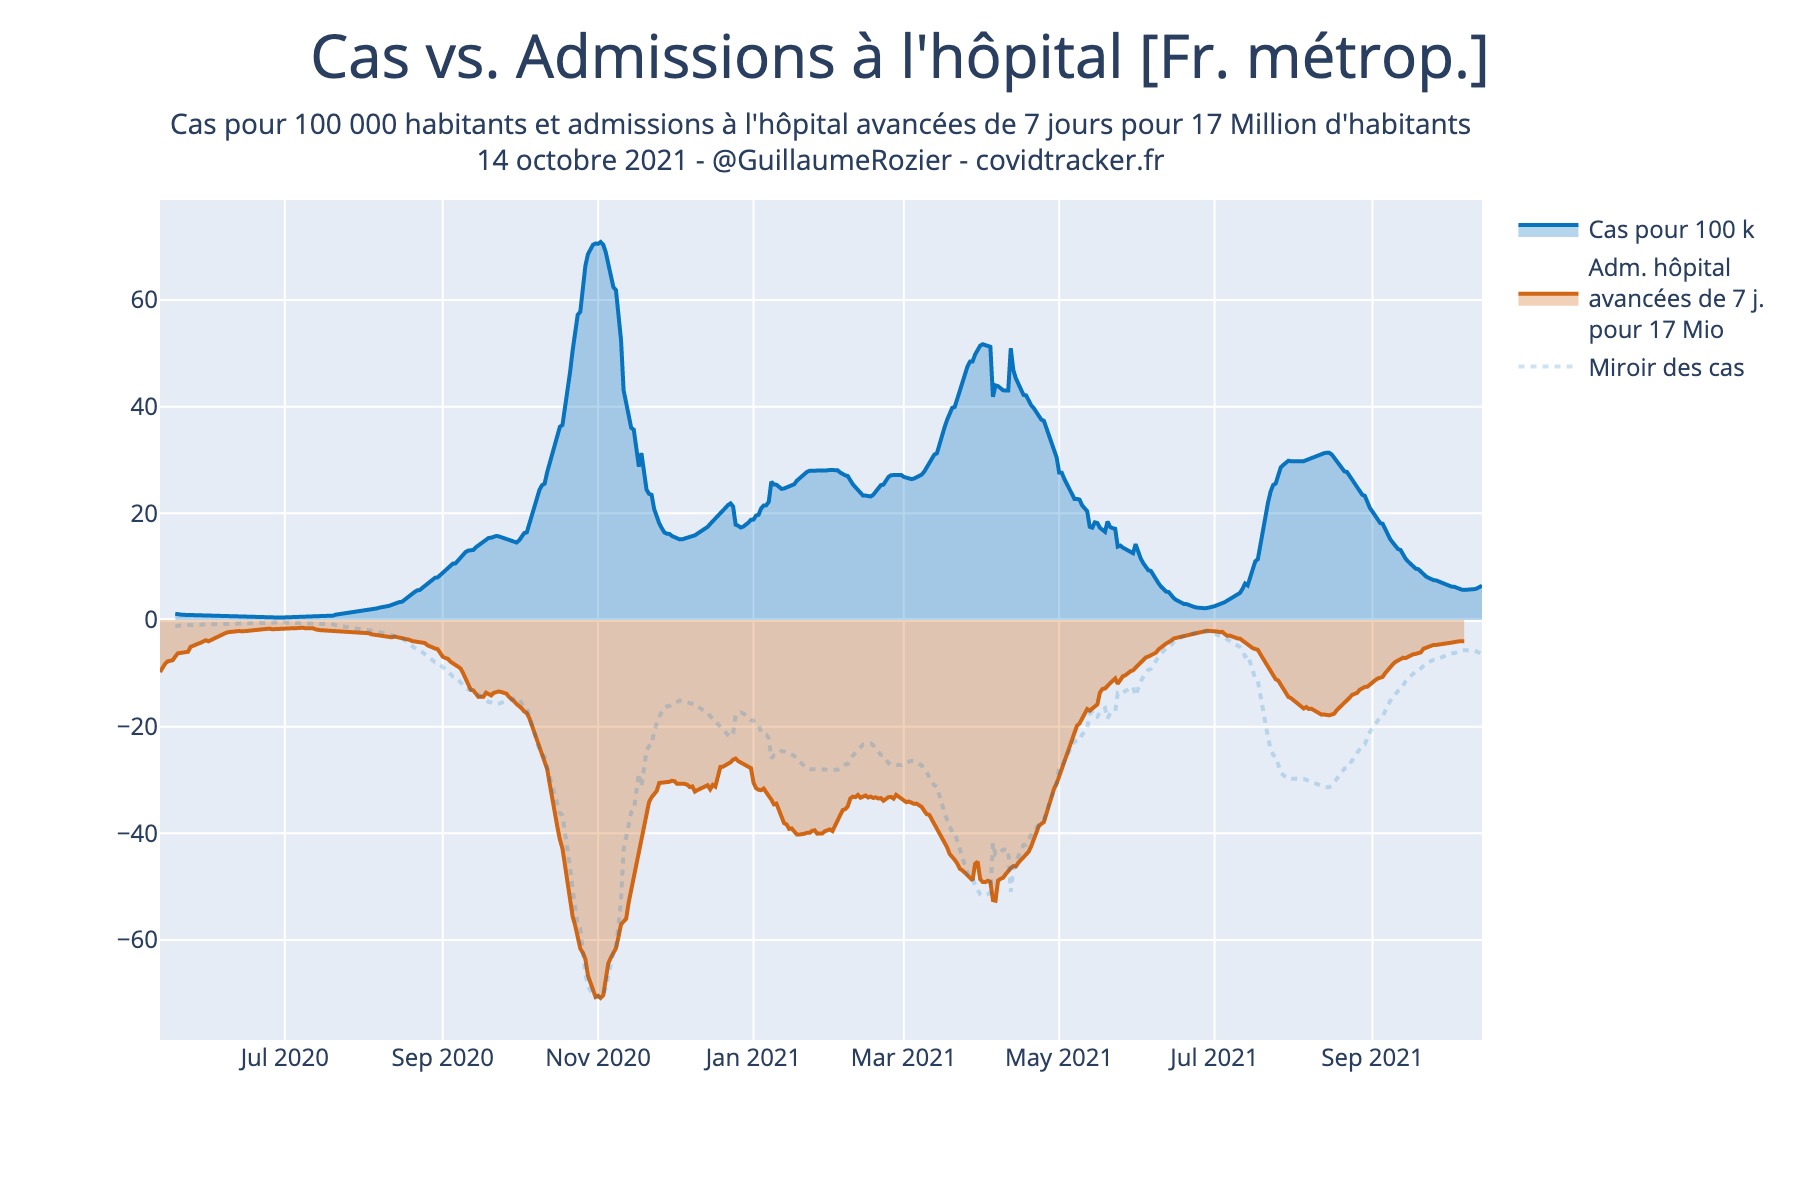 Cas vs. Admissions à l'hôpital [Fr. métrop.]
Cas pour 100 000 habitants et admissions à l'hôpital avancées de 7 jours pour 17 Million d'habitants
14 octobre 2021 - @GuillaumeRozier - covidtracker.fr
Cas pour 100 k
Adm. hôpital
avancées de 7 j.
pour 17 Mio
Miroir des cas
60
40
20
0
−20
−40
−60
Jul 2020 Sep 2020 Nov 2020 Jan 2021 Mar 2021 May 2021 Jul 2021 Sep 2021